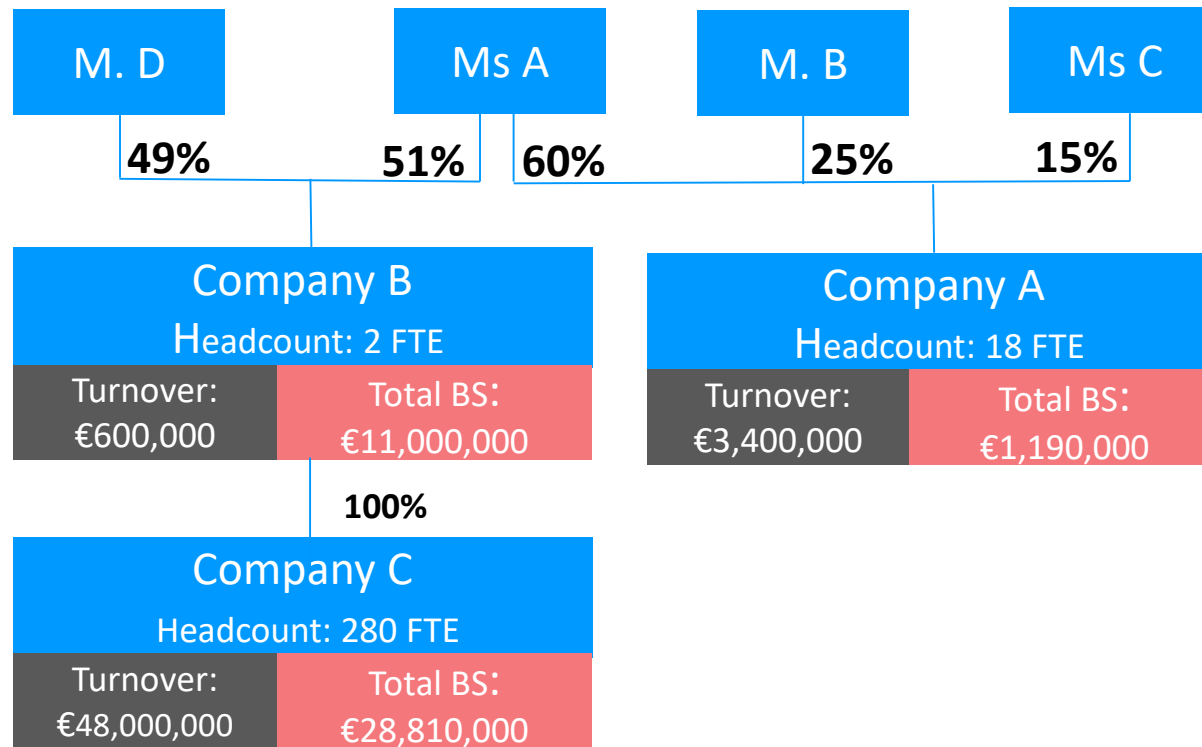 M. D
Ms A
M. B
Ms C
49%
51%
60%
25%
15%
Company B
Headcount: 2 FTE
Turnover:
€600,000
Total BS:
€11,000,000
Company A
Headcount: 18 FTE
Turnover:
€3,400,000
Total BS:
€1,190,000
100%
Company C
Headcount: 280 FTE
Turnover:
€48,000,000
Total BS:
€28,810,000